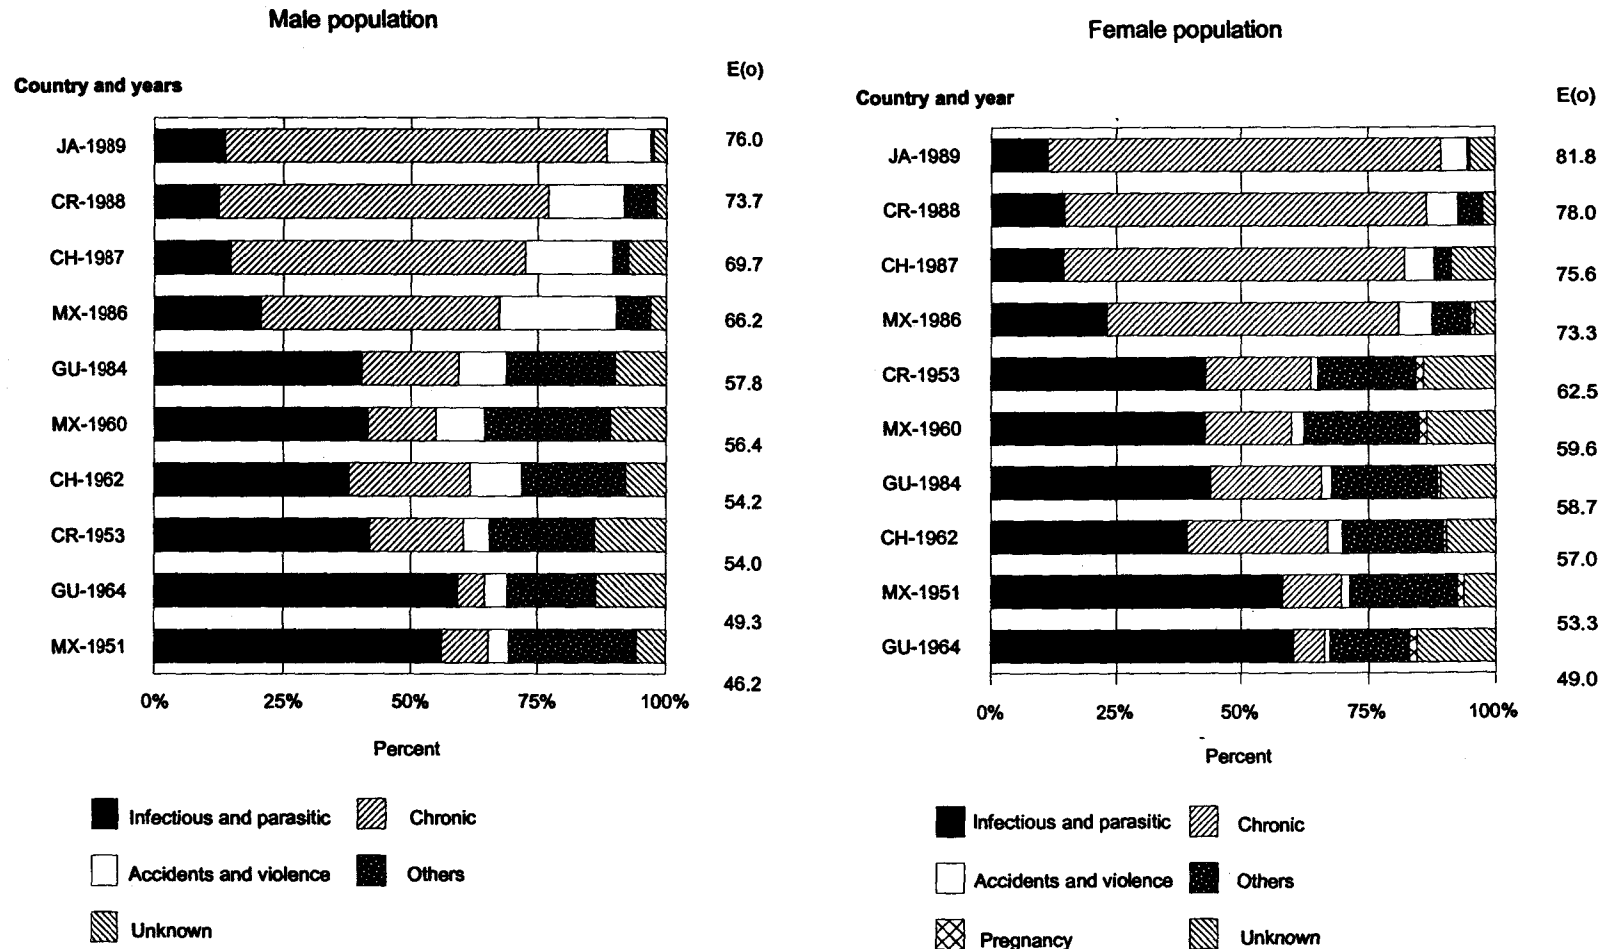 Male population
E(o)
Country and years
JA-1989
76.0
CR-1988
73.7
CH-1987
69.7
MX-1986
66.2
GU-1984
57.8
MX-1960
56.4
CH-1962
54.2
CR-1953
54.0
GU-1964
49.3
MX-1951
46.2
0% 25% 50% 75% 100%
Percent
Infectious and parasitic Chronic
Accidents and violence Others
Unknown
Female population
E(o)
Country and year
JA-1989
81.8
CR-1988
78.0
CH-1987
75.6
MX-1986
73.3
CR-1953
62.5
MX-1960
59.6
GU-1984
58.7
CH-1962
57.0
MX-1951
53.3
GU-1964
49.0
0% 25% 50% 75% 100%
Percent
Infectious and parasitic Chronic
Accidents and violence Others
Pregnancy Unknown